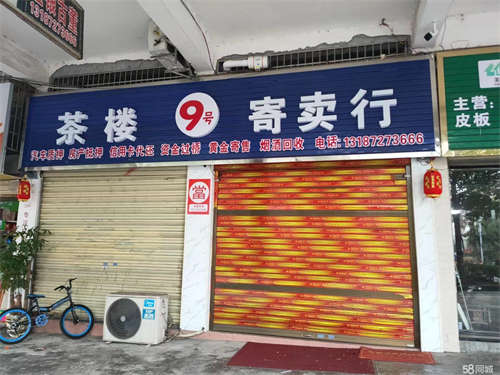 13187273666
茶楼 9号 寄卖行
汽车质押 房产抵押 信用卡代还 资金过桥 黄金寄售 烟酒回收 电话:13187273666
當
主营:
皮板
58同城